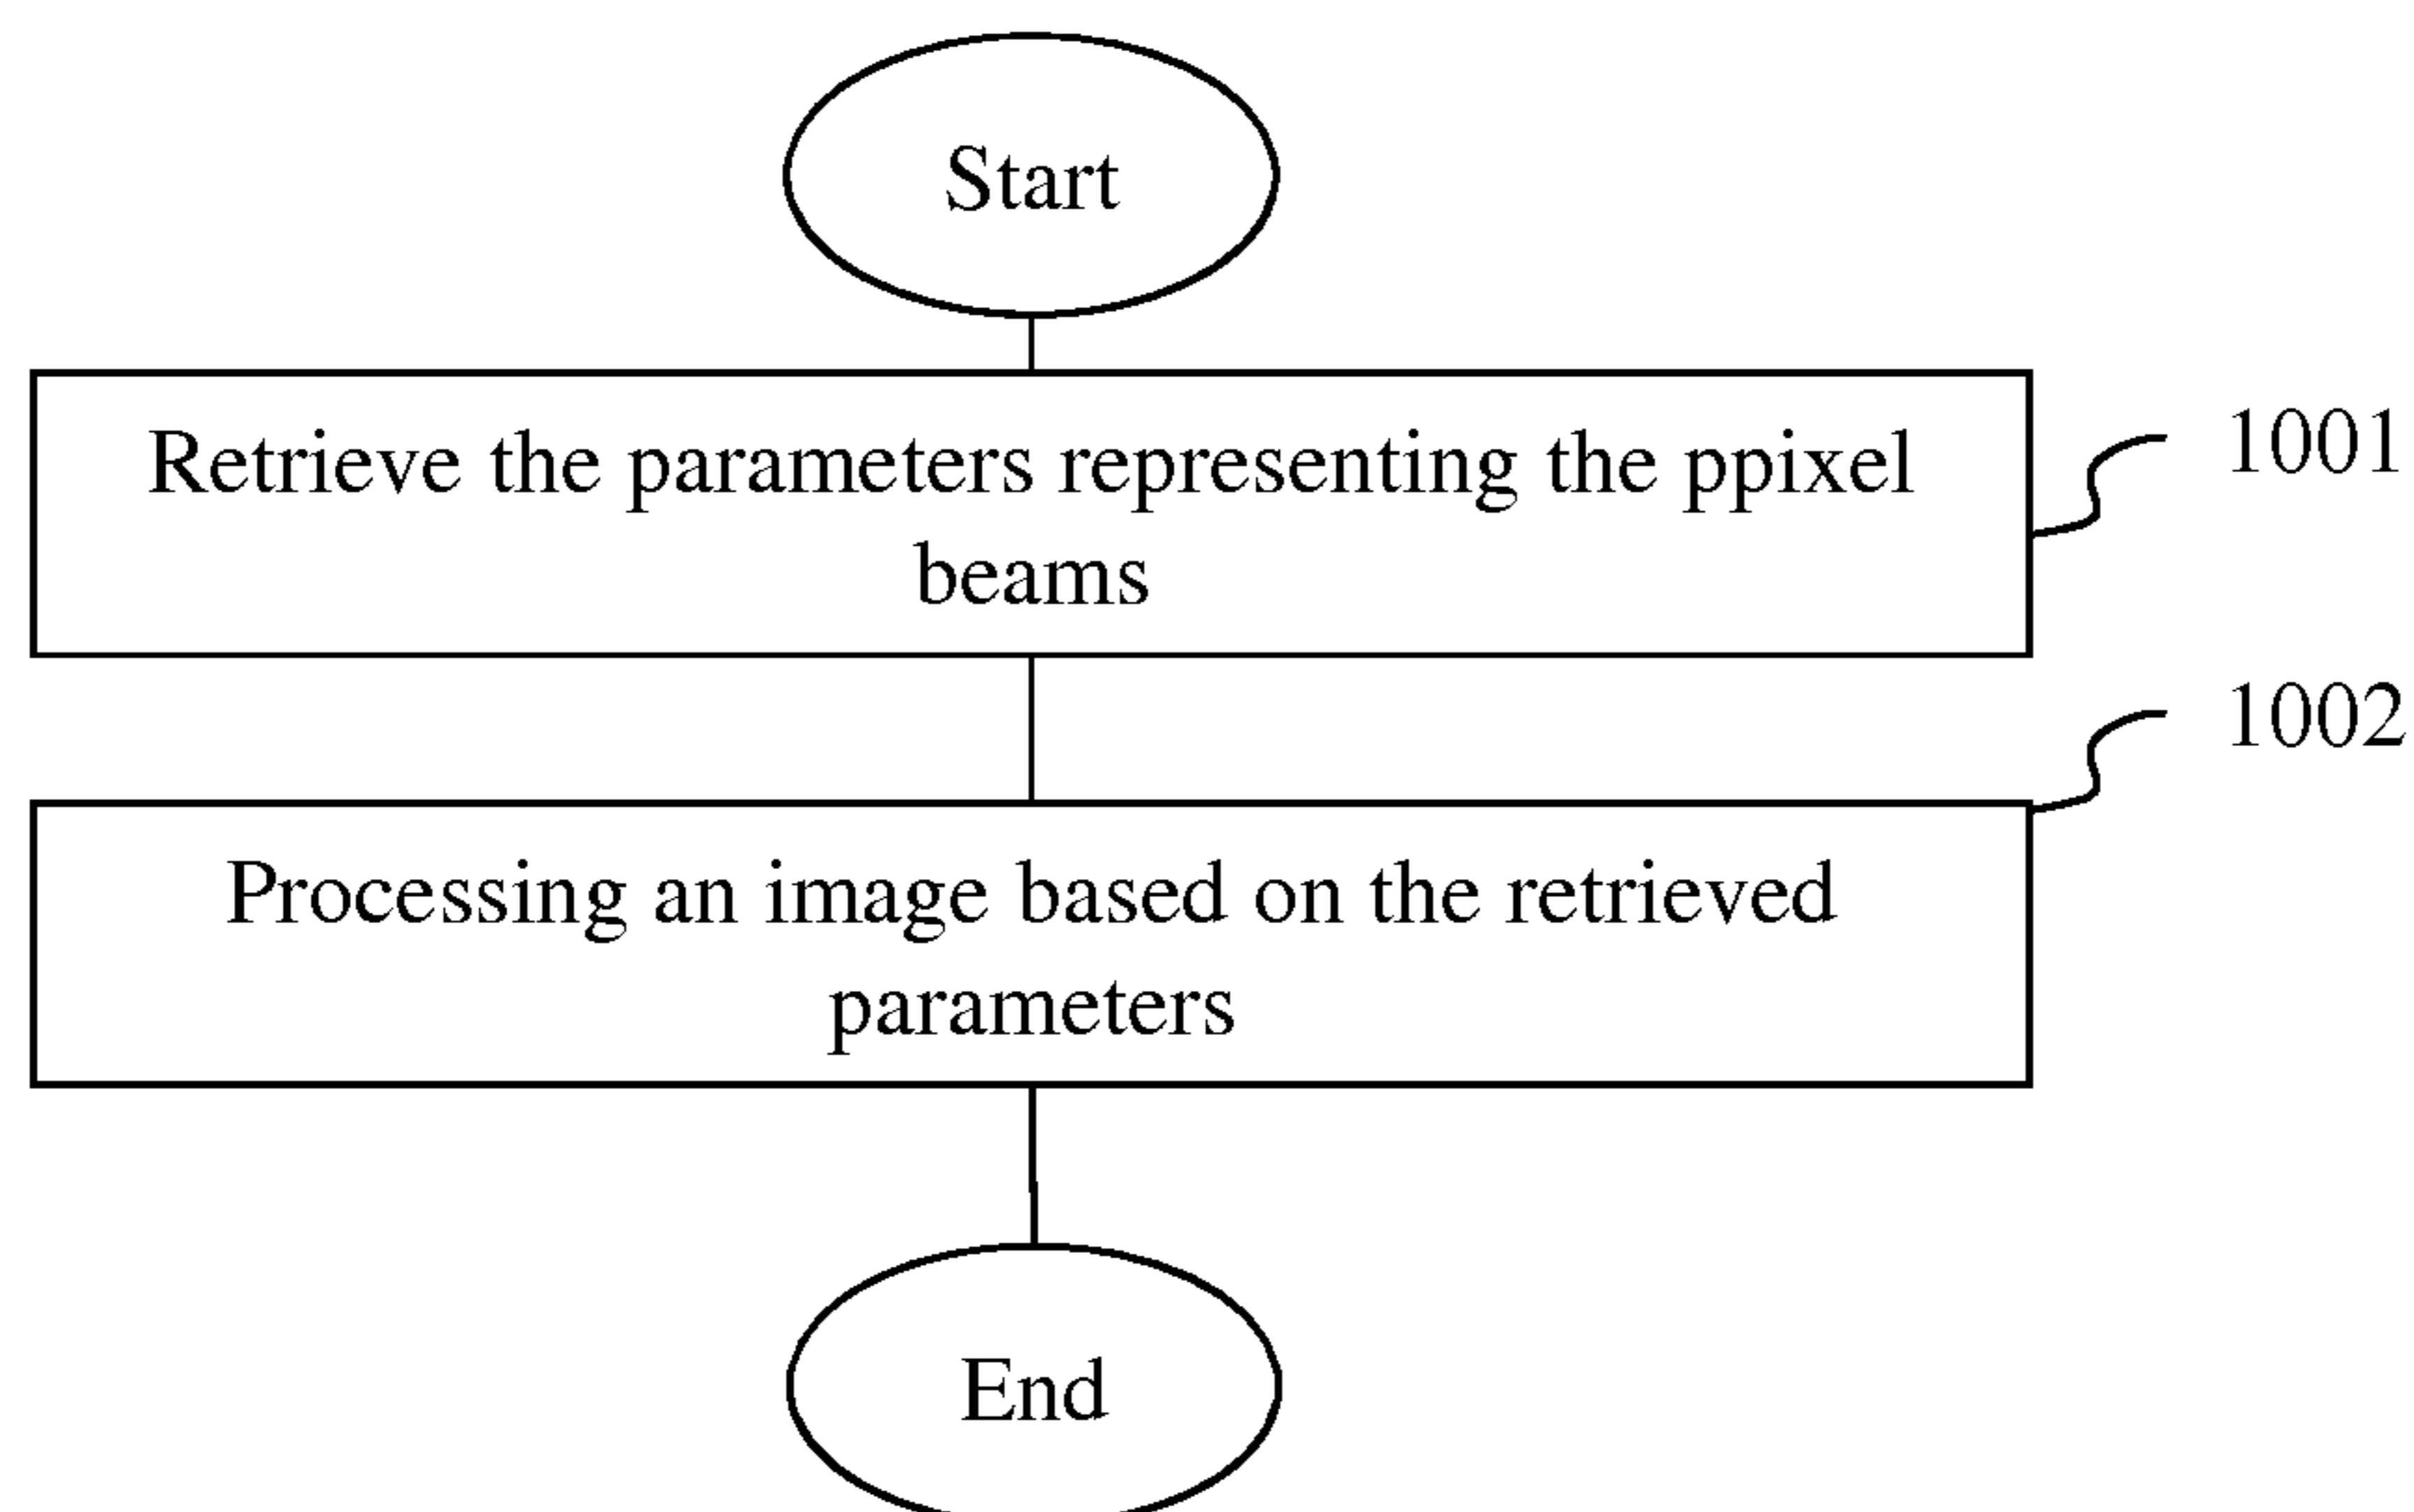 Start
Retrieve the parameters representing the ppixel
beams
1001
1002
Processing an image based on the retrieved
parameters
End